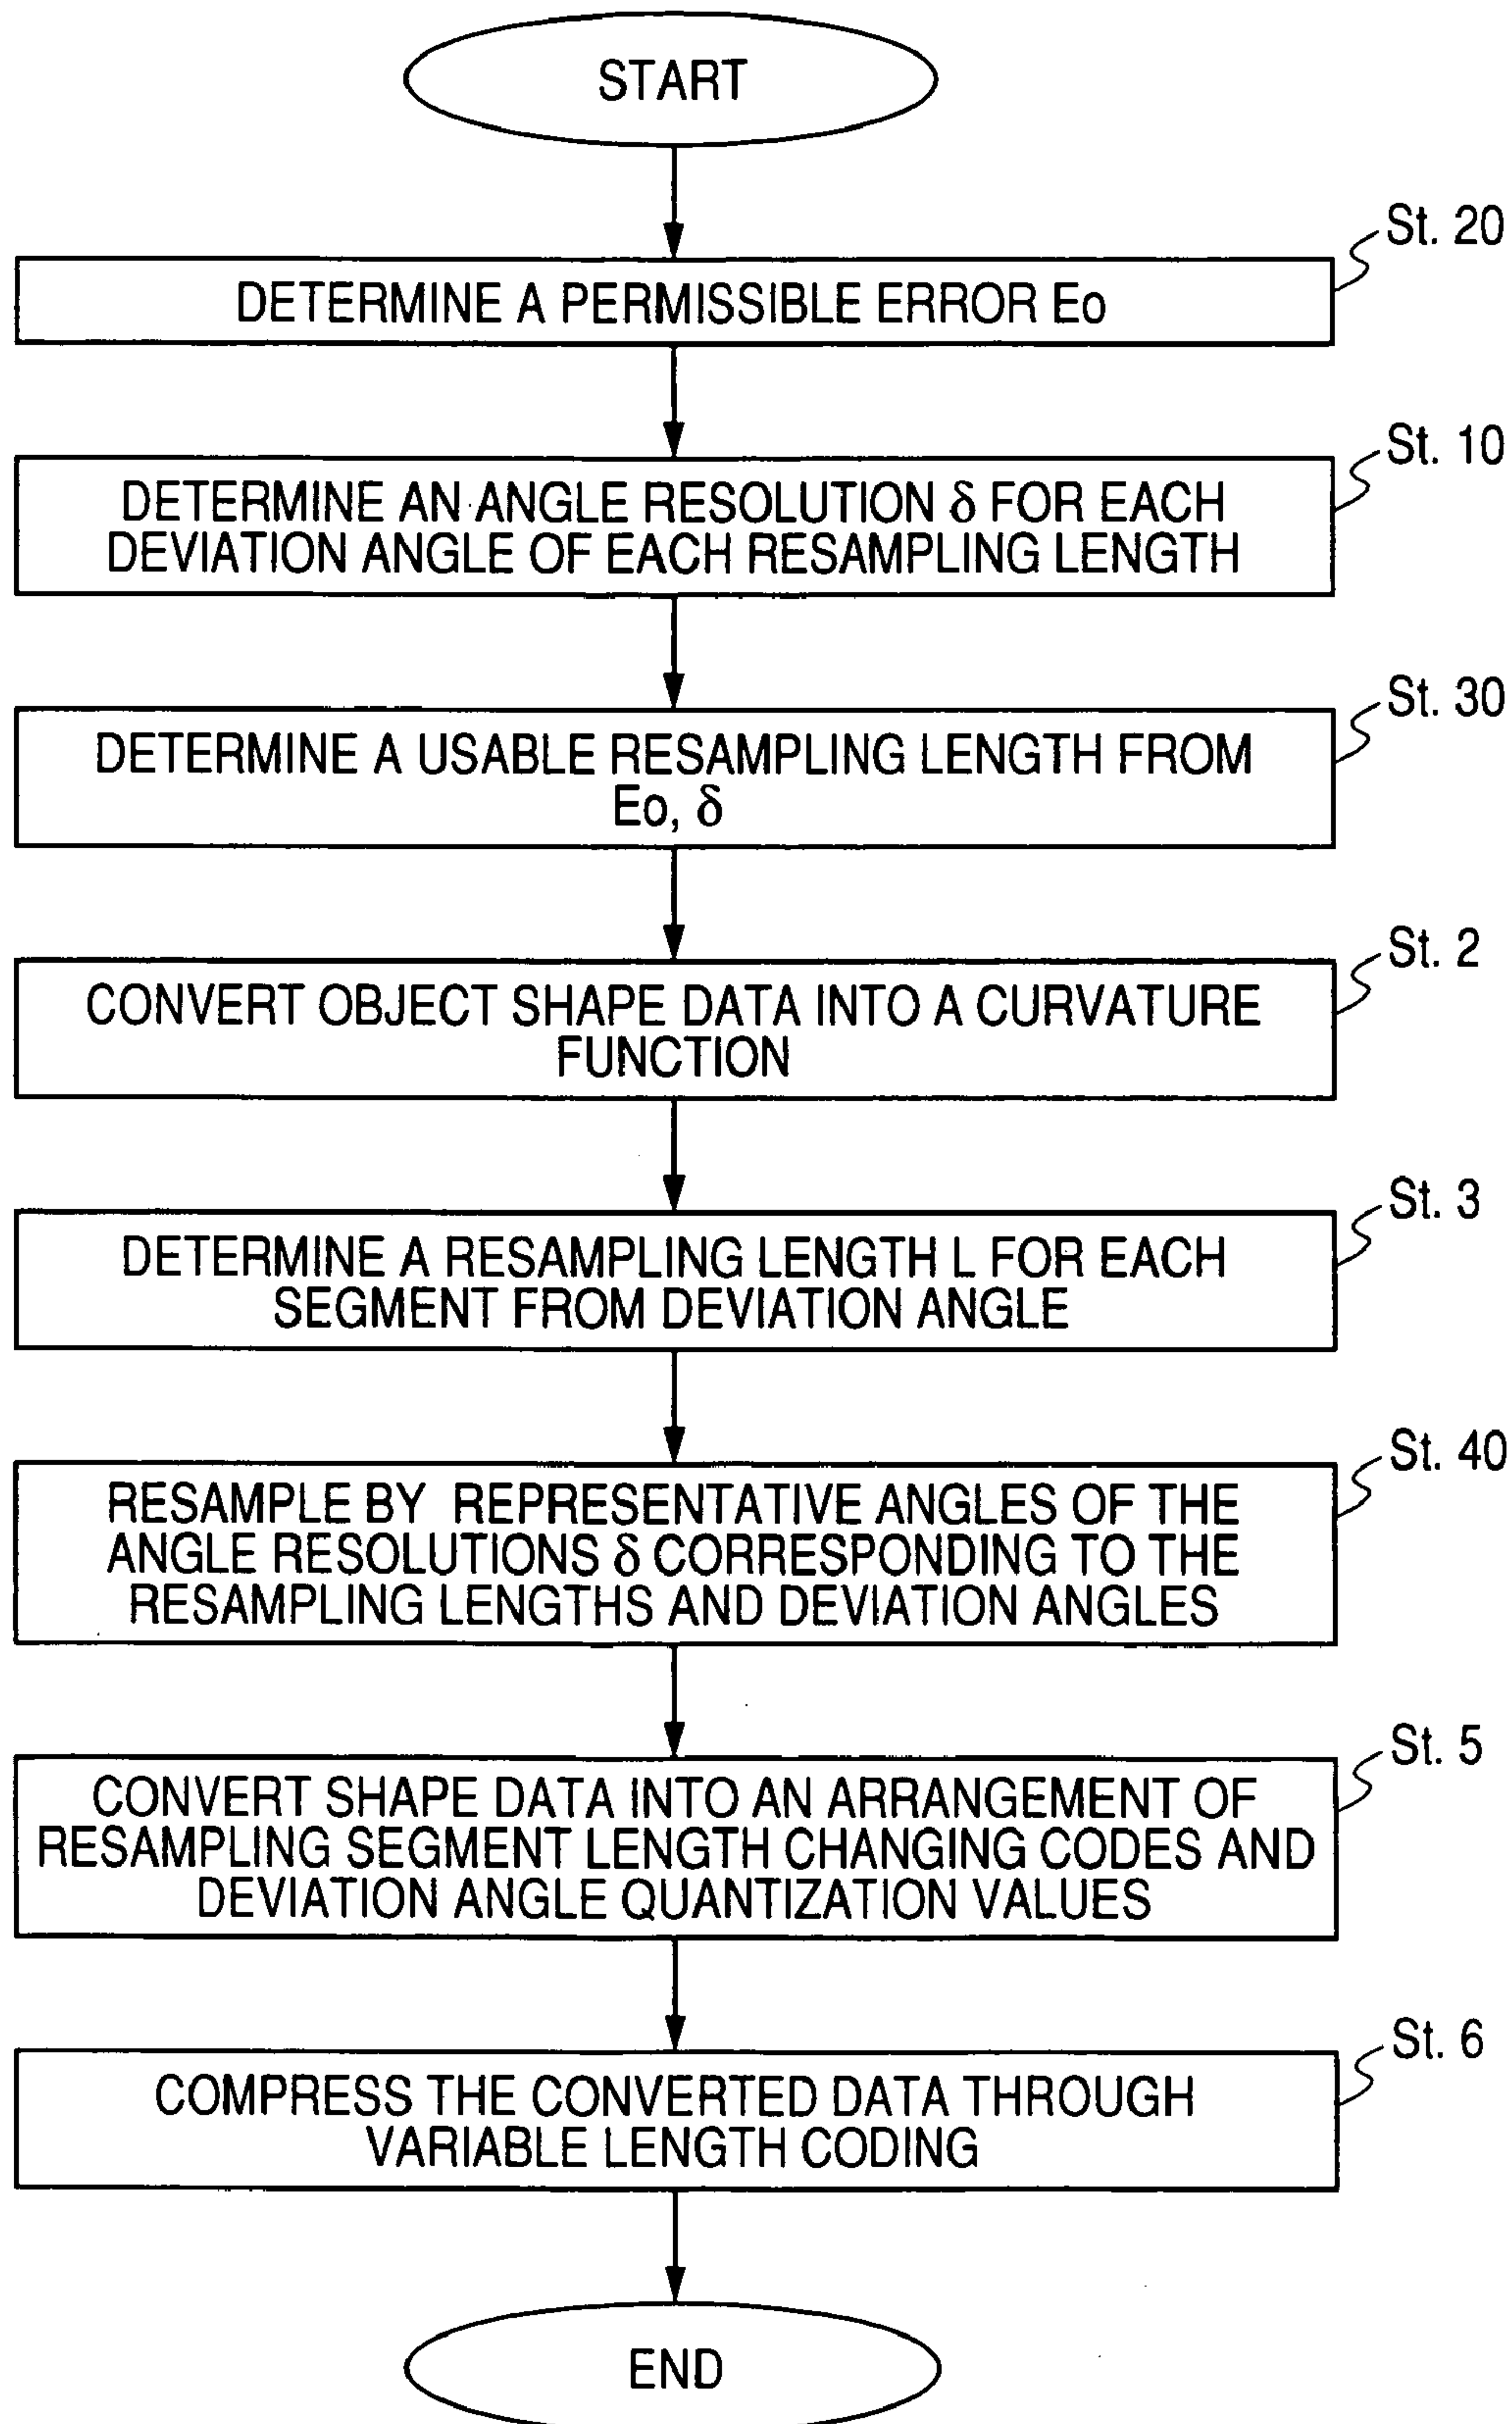 START
St. 20
DETERMINE A PERMISSIBLE ERROR Eo
St. 10
DETERMINE AN ANGLE RESOLUTION δ FOR EACH
DEVIATION ANGLE OF EACH RESAMPLING LENGTH
St. 30
DETERMINE A USABLE RESAMPLING LENGTH FROM
Eo, δ
St. 2
CONVERT OBJECT SHAPE DATA INTO A CURVATURE
FUNCTION
St. 3
DETERMINE A RESAMPLING LENGTH L FOR EACH
SEGMENT FROM DEVIATION ANGLE
St. 40
RESAMPLE BY REPRESENTATIVE ANGLES OF THE
ANGLE RESOLUTIONS δ CORRESPONDING TO THE
RESAMPLING LENGTHS AND DEVIATION ANGLES
St. 5
CONVERT SHAPE DATA INTO AN ARRANGEMENT OF
RESAMPLING SEGMENT LENGTH CHANGING CODES AND
DEVIATION ANGLE QUANTIZATION VALUES
St. 6
COMPRESS THE CONVERTED DATA THROUGH
VARIABLE LENGTH CODING
END